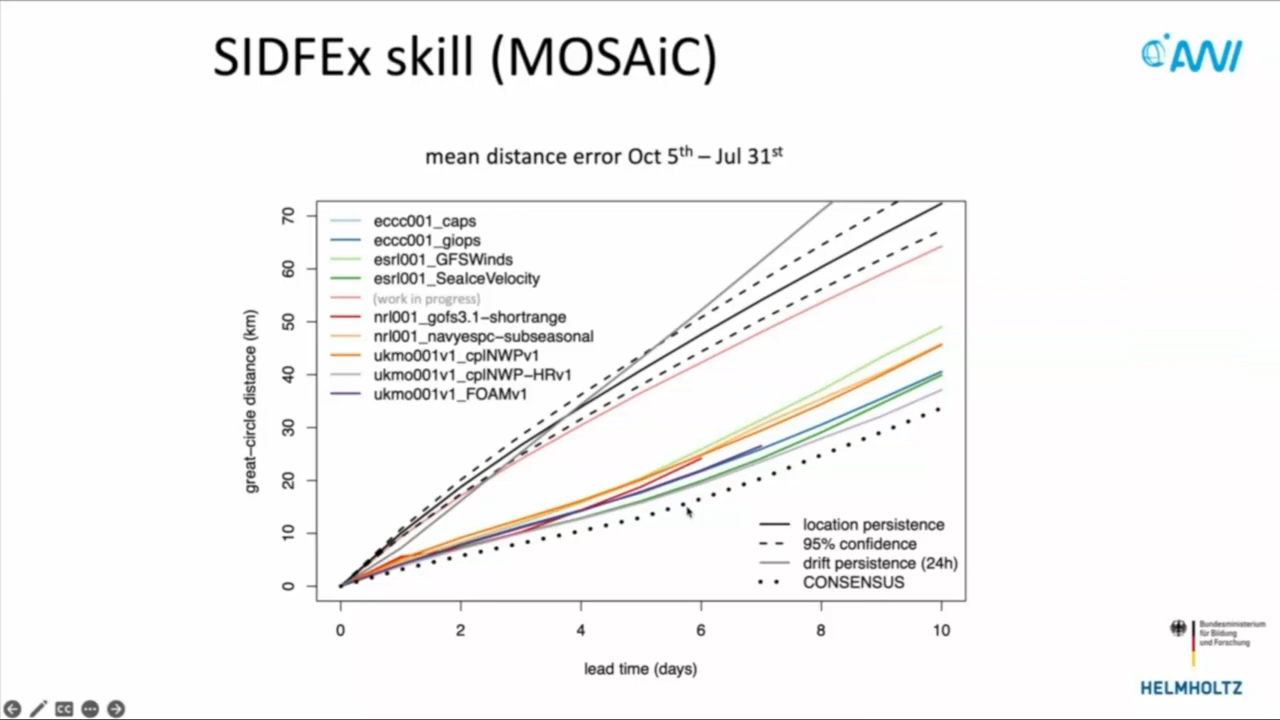 SIDFEx skill (MOSAiC)
AWI
mean distance error Oct 5th – Jul 31st
eccc001_caps
eccc001_giops
esrl001_GFSWinds
esrl001_SeaIceVelocity
(work in progress)
nrl001_gofs3.1−shortrange
nrl001_navyespc−subseasonal
ukmo001v1_cplNWPv1
ukmo001v1_cplNWP−HRv1
ukmo001v1_FOAMv1
great−circle distance (km)
70
60
50
40
30
20
10
0
location persistence
95% confidence
drift persistence (24h)
CONSENSUS
0 2 4 6 8 10
lead time (days)
Bundesministerium
für Bildung
und Forschung
HELMHOLTZ
CC